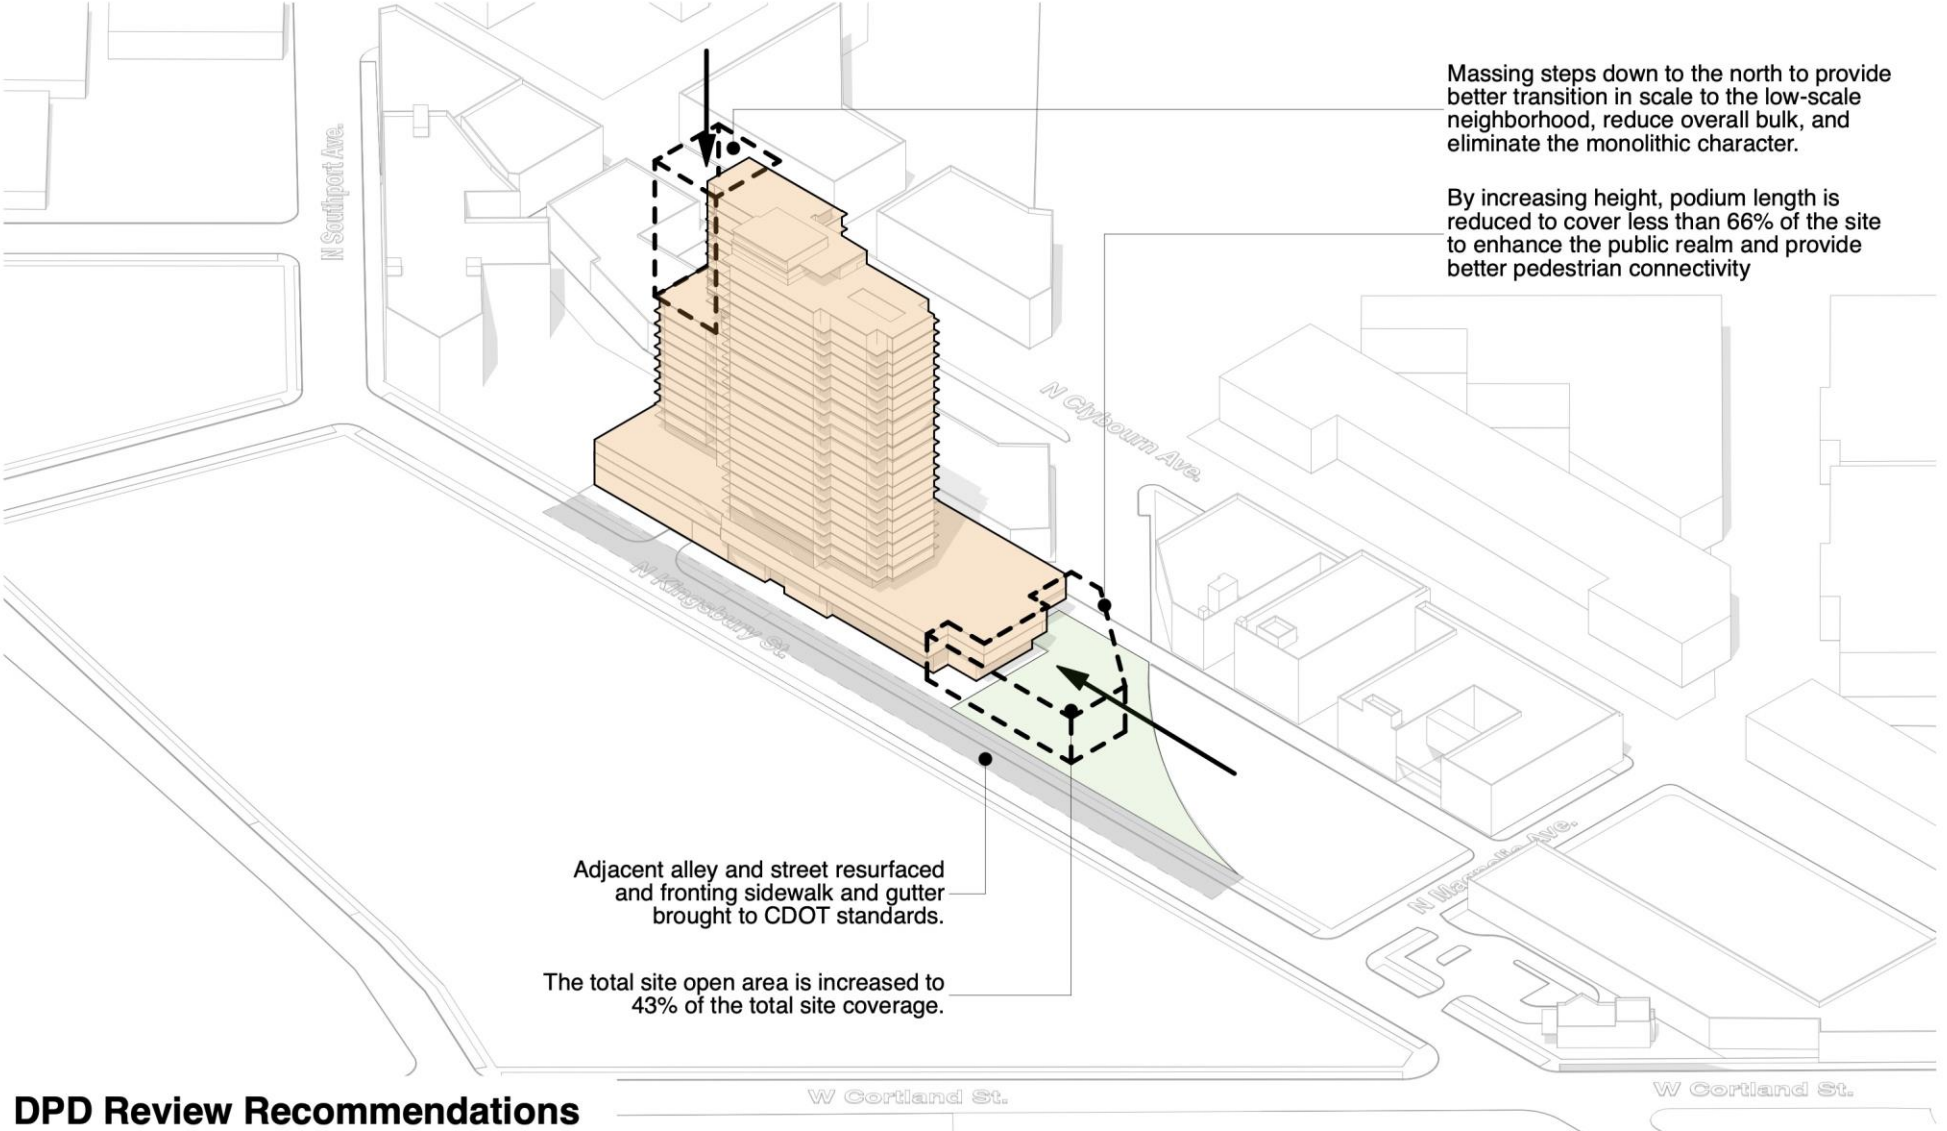 Massing steps down to the north to provide
better transition in scale to the low-scale
neighborhood, reduce overall bulk, and
eliminate the monolithic character.
By increasing height, podium length is
reduced to cover less than 66% of the site
to enhance the public realm and provide
better pedestrian connectivity
N Southport Ave.
N Clybourn Ave.
N Kingsbury St.
Adjacent alley and street resurfaced
and fronting sidewalk and gutter
brought to CDOT standards.
N Magnolia Ave.
The total site open area is increased to
43% of the total site coverage.
W Cortland St.
W Cortland St.
DPD Review Recommendations